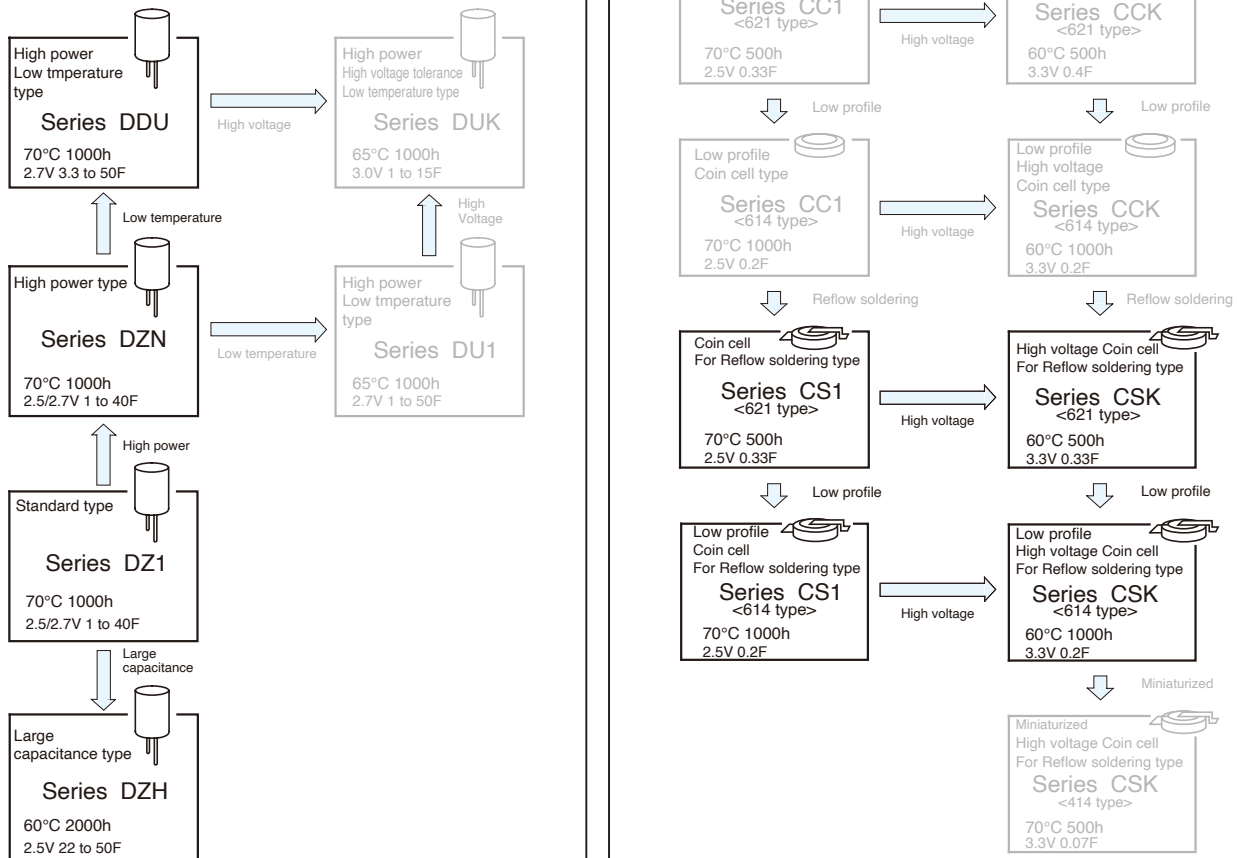 High power
Low tmperature
type
Series DDU
70°C 1000h
2.7V 3.3 to 50F
High voltage
High power
High voltage tolerance
Low temperature type
Series DUK
65°C 1000h
3.0V 1 to 15F
Low temperature
High
Voltage
High power type
Series DZN
70°C 1000h
2.5/2.7V 1 to 40F
Low temperature
High power
Low tmperature
type
Series DU1
65°C 1000h
2.7V 1 to 50F
High power
Standard type
Series DZ1
70°C 1000h
2.5/2.7V 1 to 40F
Large
capacitance
Large
capacitance type
Series DZH
60°C 2000h
2.5V 22 to 50F
Series CC1
<621 type>
70°C 500h
2.5V 0.33F
High voltage
Series CCK
<621 type>
60°C 500h
3.3V 0.4F
Low profile
Low profile
Low profile
Coin cell type
Series CC1
<614 type>
70°C 1000h
2.5V 0.2F
High voltage
Low profile
High voltage
Coin cell type
Series CCK
<614 type>
60°C 1000h
3.3V 0.2F
Reflow soldering
Reflow soldering
Coin cell
For Reflow soldering type
Series CS1
<621 type>
70°C 500h
2.5V 0.33F
High voltage
High voltage Coin cell
For Reflow soldering type
Series CSK
<621 type>
60°C 500h
3.3V 0.33F
Low profile
Low profile
Low profile
Coin cell
For Reflow soldering type
Series CS1
<614 type>
70°C 1000h
2.5V 0.2F
High voltage
Low profile
High voltage Coin cell
For Reflow soldering type
Series CSK
<614 type>
60°C 1000h
3.3V 0.2F
Miniaturized
Miniaturized
High voltage Coin cell
For Reflow soldering type
Series CSK
<414 type>
70°C 500h
3.3V 0.07F